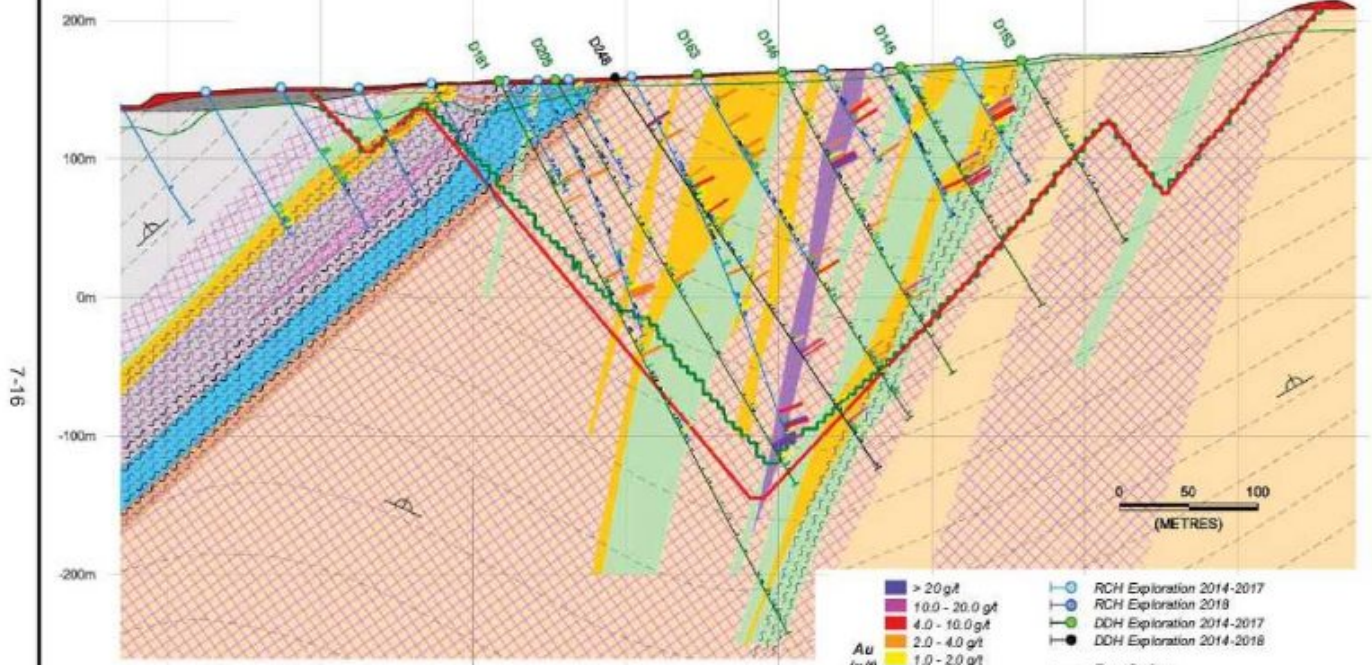 200m
D181
D205
D248
D163
D146
D145
D153
100m
0m
7-16
-100m
0 50 100
(METRES)
-200m
> 20 g/t
RCH Exploration 2014-2017
10.0 - 20.0 g/t
RCH Exploration 2018
4.0 - 10.0 g/t
DDH Exploration 2014-2017
2.0 - 4.0 g/t
DDH Exploration 2014-2018
Au
1.0 - 2.0 g/t